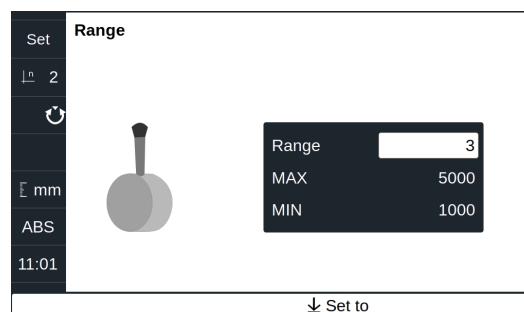 Range
Set
n 2
mm
ABS
11:01
Range 3
MAX 5000
MIN 1000
Set to